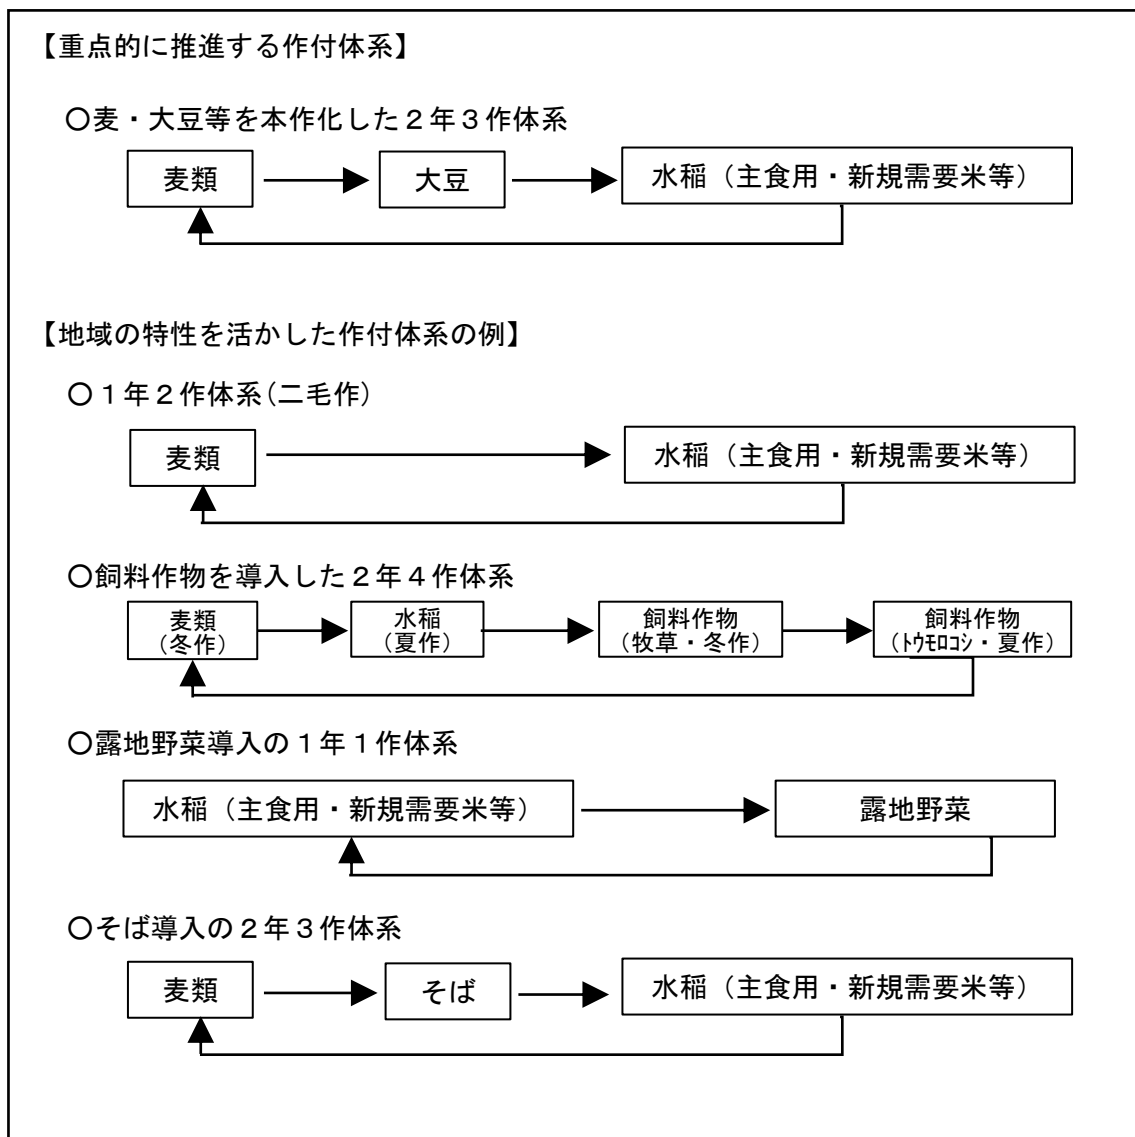 【重点的に推進する作付体系】
〇麦・大豆等を本作化した２年３作体系
麦類
大豆
水稲（主食用・新規需要米等）
【地域の特性を活かした作付体系の例】
〇１年２作体系(二毛作)
麦類
水稲（主食用・新規需要米等）
〇飼料作物を導入した２年４作体系
麦類
（冬作）
水稲
（夏作）
飼料作物
（牧草・冬作）
飼料作物
（ﾄｳﾓﾛｺｼ・夏作）
〇露地野菜導入の１年１作体系
水稲（主食用・新規需要米等）
露地野菜
〇そば導入の２年３作体系
麦類
そば
水稲（主食用・新規需要米等）